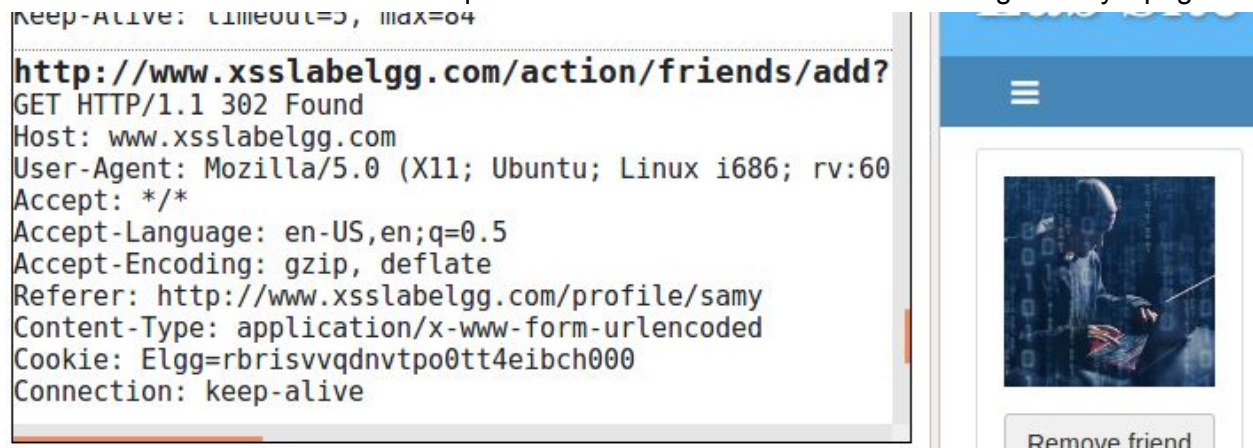 Keep-Alive: timeout=5, max=84
http://www.xsslabelgg.com/action/friends/add?
GET HTTP/1.1 302 Found
Host: www.xsslabelgg.com
User-Agent: Mozilla/5.0 (X11; Ubuntu; Linux i686; rv:60
Accept: */*
Accept-Language: en-US,en;q=0.5
Accept-Encoding: gzip, deflate
Referer: http://www.xsslabelgg.com/profile/samy
Content-Type: application/x-www-form-urlencoded
Cookie: Elgg=rbrisvvqdnvtpo0tt4eibch000
Connection: keep-alive
Remove friend